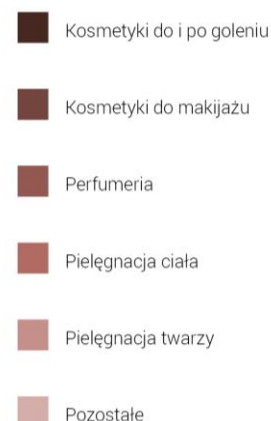 Kosmetyki do i po goleniu
Kosmetyki do makijażu
Perfumeria
Pielęgnacja ciała
Pielęgnacja twarzy
Pozostałe